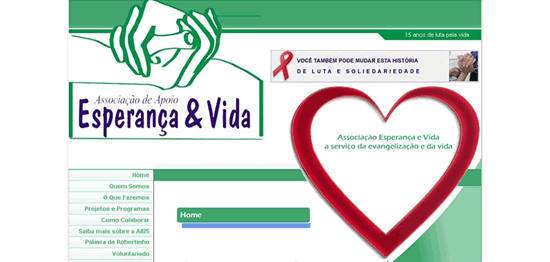 15 anos de luta pela vida
VOCÊ TAMBÉM PODE MUDAR ESTA HISTÓRIA
DE LUTA E SOLIEDARIEDADE
Associação de Apoio
Esperança & Vida
Associação Esperança e Vida
a serviço da evangelização e da vida
Home
Quem Somos
O Que Fazemos
Projetos e Programas
Como Colaborar
Saiba mais sobre a AIDS
Palavra de Robertinho
Voluntariado
Home